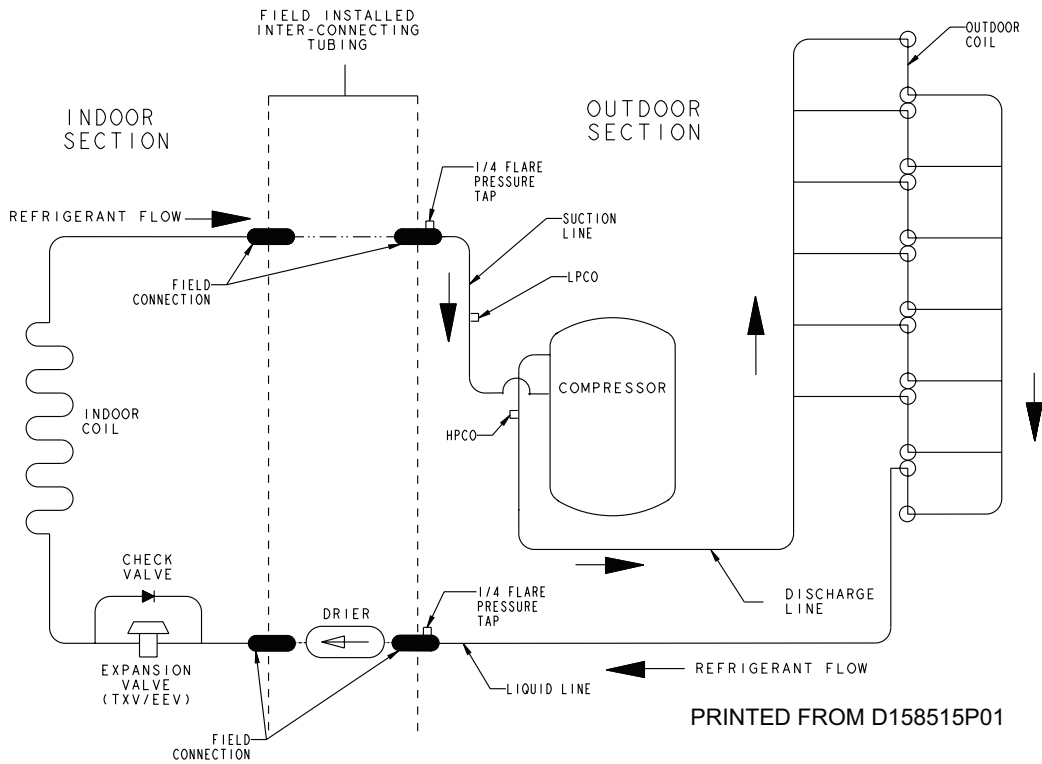 FIELD INSTALLED
INTER-CONNECTING
TUBING
OUTDOOR
COIL
INDOOR
SECTION
OUTDOOR
SECTION
1/4 FLARE
PRESSURE
TAP
REFRIGERANT FLOW
SUCTION
LINE
FIELD
CONNECTION
LPCO
COMPRESSOR
INDOOR
COIL
HPCO
CHECK
VALVE
DRIER
1/4 FLARE
PRESSURE
TAP
DISCHARGE
LINE
EXPANSION
VALVE
(TXV/EEV)
LIQUID LINE
REFRIGERANT FLOW
FIELD
CONNECTION
PRINTED FROM D158515P01